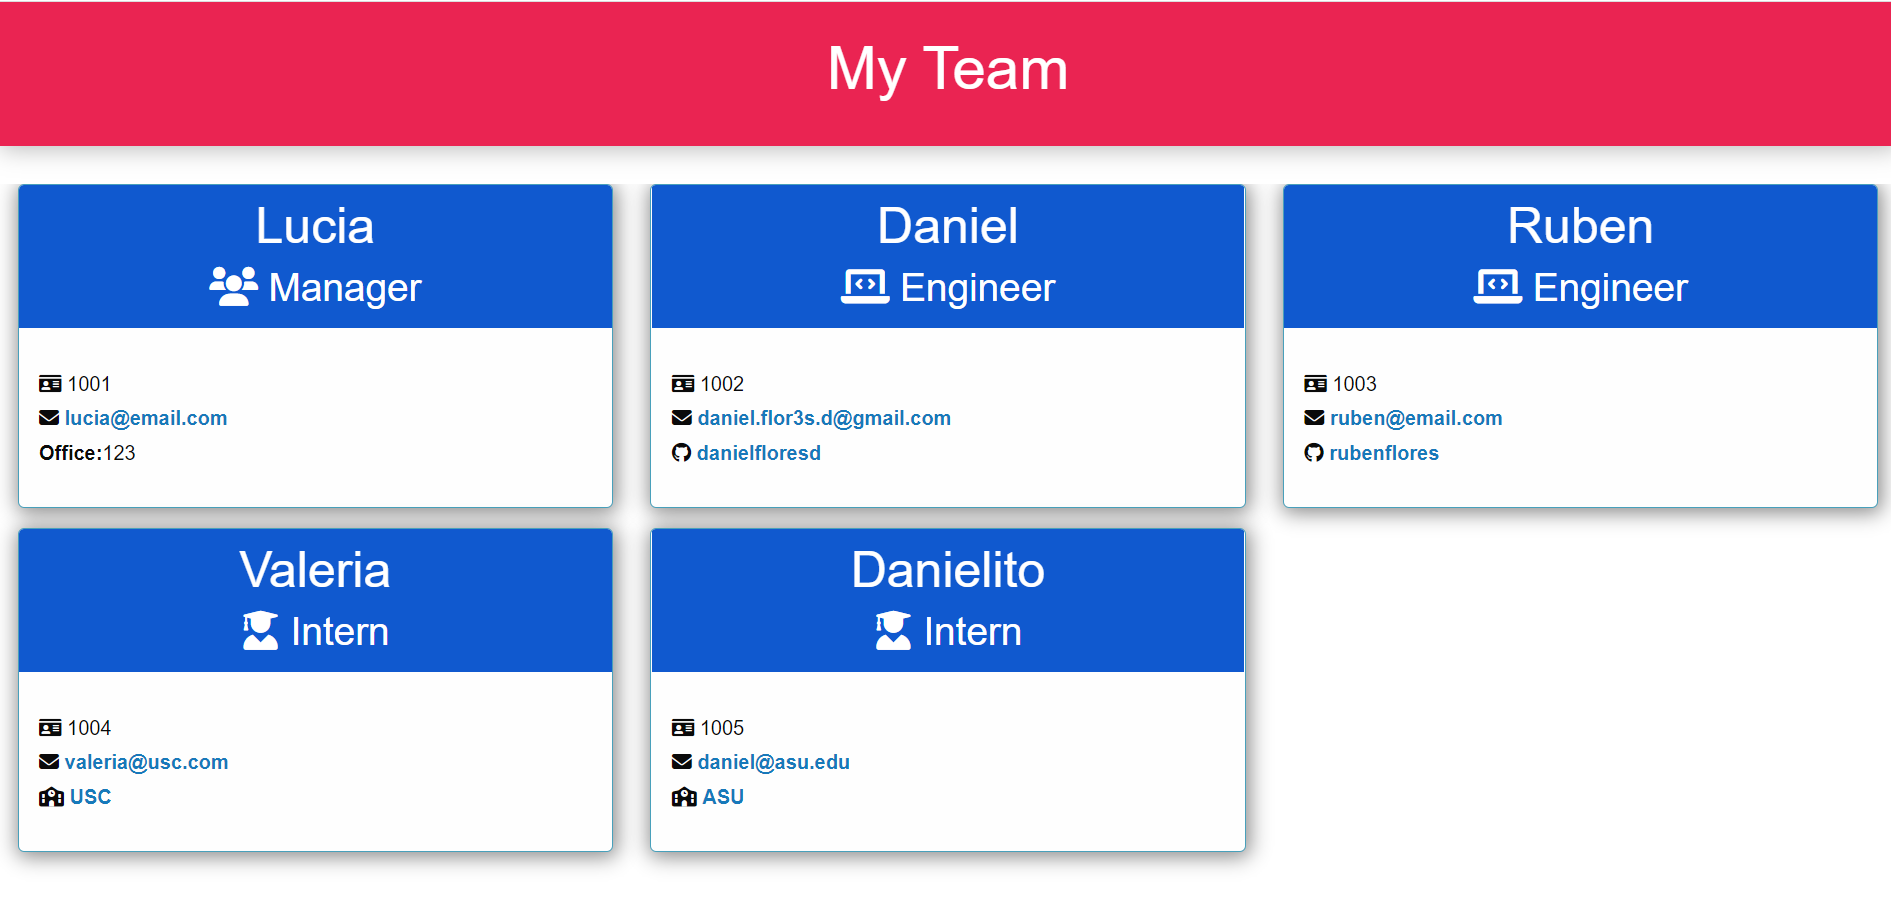 My Team
Lucia
Manager
1001
lucia@email.com
Office:123
Daniel
Engineer
1002
daniel.flor3s.d@gmail.com
danielfloresd
Ruben
Engineer
1003
ruben@email.com
rubenflores
Valeria
Intern
1004
valeria@usc.com
USC
Danielito
Intern
1005
daniel@asu.edu
ASU